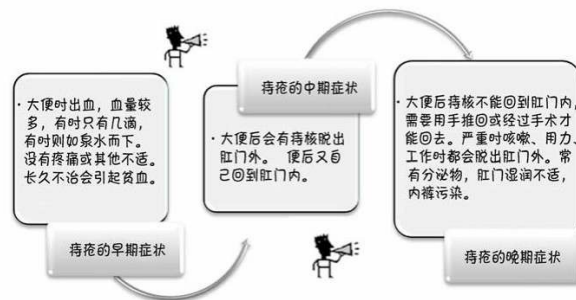 · 大便时出血，血量较
多，有时只有几滴，
有时则如泉水而下。
没有疼痛或其他不适。
长久不治会引起贫血。
痔疮的早期症状
痔疮的中期症状
· 大便后会有痔核脱出
肛门外。 便后又自
己回到肛门内。
· 大便后痔核不能回到肛门内，
需要用手推回或经过手术才
能回去。严重时咳嗽、用力、
工作时都会脱出肛门外。常
有分泌物，肛门湿润不适，
内裤污染。
痔疮的晚期症状